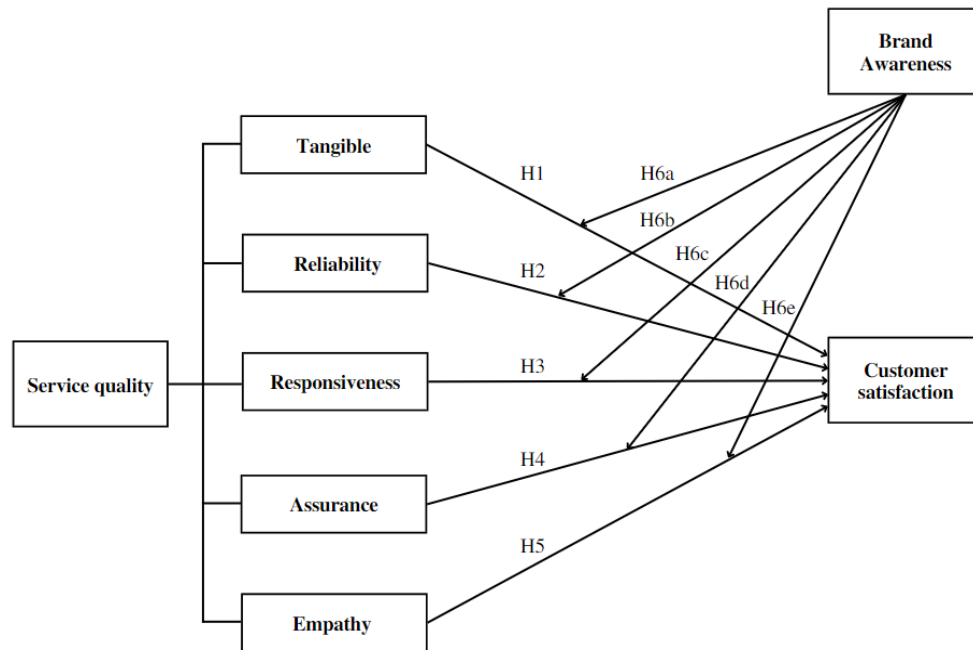 Brand
Awareness
Tangible
H1
H6a
H6b
Reliability
H2
H6c
H6d
H6e
Service quality
Responsiveness
H3
Customer
satisfaction
Assurance
H4
H5
Empathy